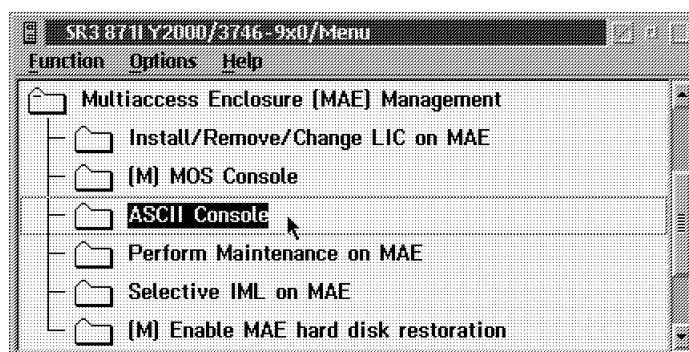 SR3 8711 Y2000/3746-9x0/Menu
Function Options Help
Multiaccess Enclosure (MAE) Management
Install/Remove/Change LIC on MAE
(M) MOS Console
ASCII Console
Perform Maintenance on MAE
Selective IML on MAE
(M) Enable MAE hard disk restoration